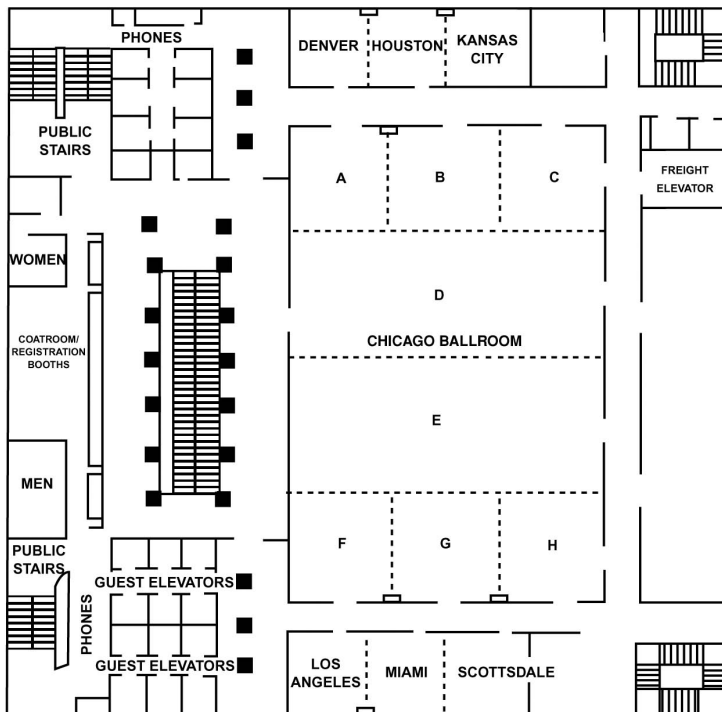 PHONES
DENVER
HOUSTON
KANSAS
CITY
PUBLIC
STAIRS
A
B
C
FREIGHT
ELEVATOR
WOMEN
D
COATROOM/
REGISTRATION
BOOTHS
CHICAGO BALLROOM
E
MEN
F
G
H
PUBLIC
STAIRS
GUEST ELEVATORS
PHONES
GUEST ELEVATORS
LOS
ANGELES
MIAMI
SCOTTSDALE